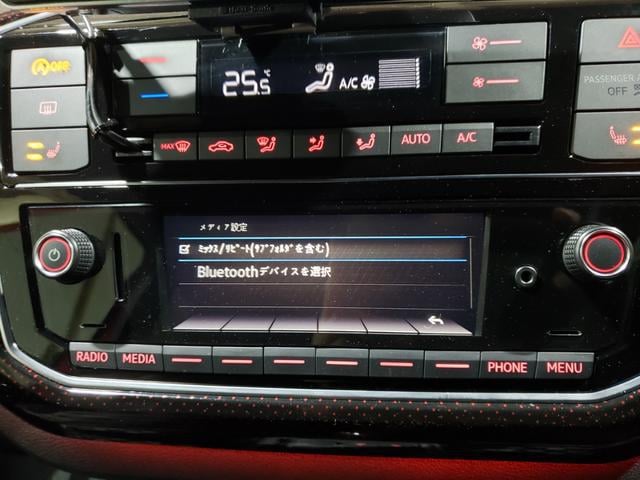 OFF
25.5°C
A/C
MAX
AUTO
A/C
PASSENGER A
OFF
メディア設定
ﾐｯｸｽ/ﾘﾋﾟｰﾄ(ｻﾌﾞﾌｫﾙﾀﾞを含む)
Bluetoothデバイスを選択
RADIO
MEDIA
PHONE
MENU